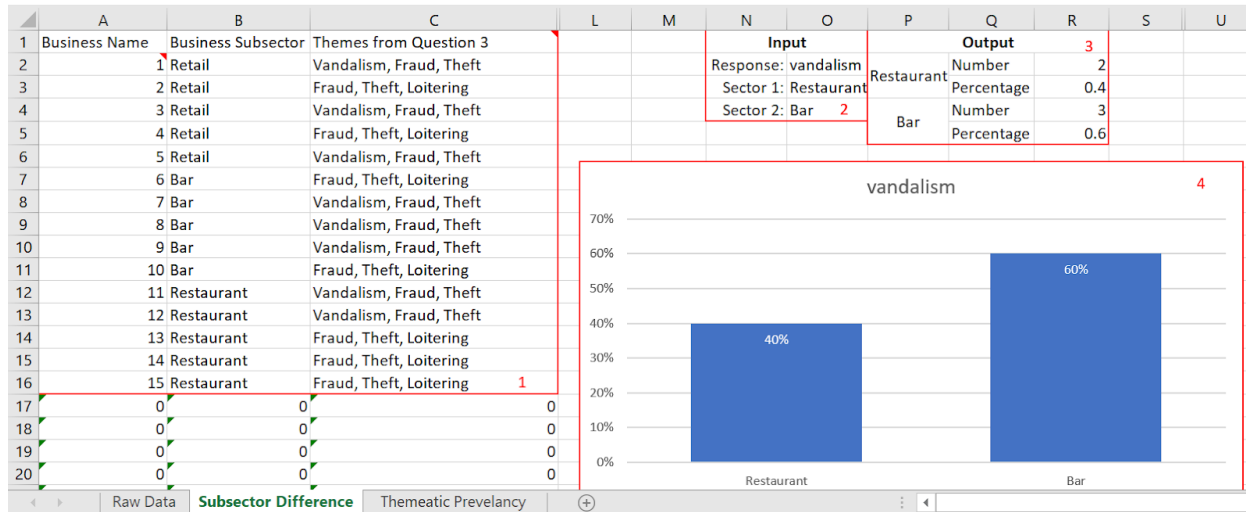 A B C L M N O P Q R S T U
1 Business Name Business Subsector Themes from Question 3 Input Output 3
2 1 Retail Vandalism, Fraud, Theft Response: vandalism Restaurant Number 2
3 2 Retail Fraud, Theft, Loitering Sector 1: Restaurant Percentage 0.4
4 3 Retail Vandalism, Fraud, Theft Sector 2: Bar 2 Bar Number 3
5 4 Retail Fraud, Theft, Loitering Percentage 0.6
6 5 Retail Vandalism, Fraud, Theft
7 6 Bar Fraud, Theft, Loitering vandalism 4
8 7 Bar Vandalism, Fraud, Theft 70%
9 8 Bar Vandalism, Fraud, Theft
10 9 Bar Vandalism, Fraud, Theft 60%
11 10 Bar Fraud, Theft, Loitering 60%
12 11 Restaurant Vandalism, Fraud, Theft 50%
13 12 Restaurant Vandalism, Fraud, Theft 40%
14 13 Restaurant Fraud, Theft, Loitering 40%
15 14 Restaurant Fraud, Theft, Loitering 30%
16 15 Restaurant Fraud, Theft, Loitering 1 20%
17 0 0 0
18 0 0 0 10%
19 0 0 0 0%
20 0 0 0 Restaurant Bar
Raw Data Subsector Difference Themeatic Prevelancy